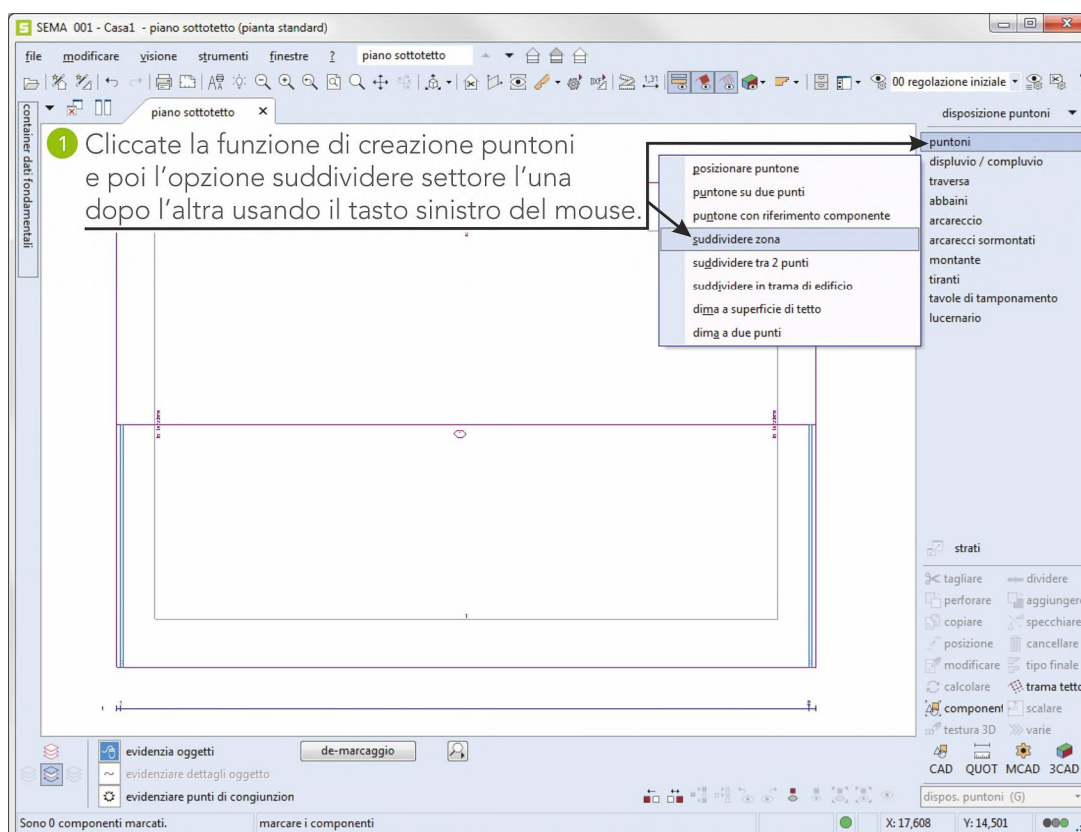 SEMA 001 - Casa1 - piano sottotetto (pianta standard)
file modificare visione strumenti finestre ? piano sottotetto
00 regolazione iniziale
container dati fondamentali
piano sottotetto
disposizione puntoni
1 Cliccate la funzione di creazione puntoni
e poi l'opzione suddividere settore l'una
dopo l'altra usando il tasto sinistro del mouse.
posizionare puntone
puntone su due punti
puntone con riferimento componente
suddividere zona
suddividere tra 2 punti
suddividere in trama di edificio
dima a superficie di tetto
dima a due punti
puntoni
displuvio / compluvio
traversa
abbaini
arcareccio
arcarecci sormontati
montante
tiranti
tavole di tamponamento
lucernario
strati
tagliare dividere
perforare aggiungere
copiare specchiare
posizione cancellare
modificare tipo finale
calcolare trama tetto
component scalare
testura 3D varie
CAD QUOT MCAD 3CAD
dispos. puntoni (G)
evidenzia oggetti de-marcaggio
evidenziare dettagli oggetto
evidenziare punti di congiunzion
Sono 0 componenti marcati. marcare i componenti X: 17,608 Y: 14,501